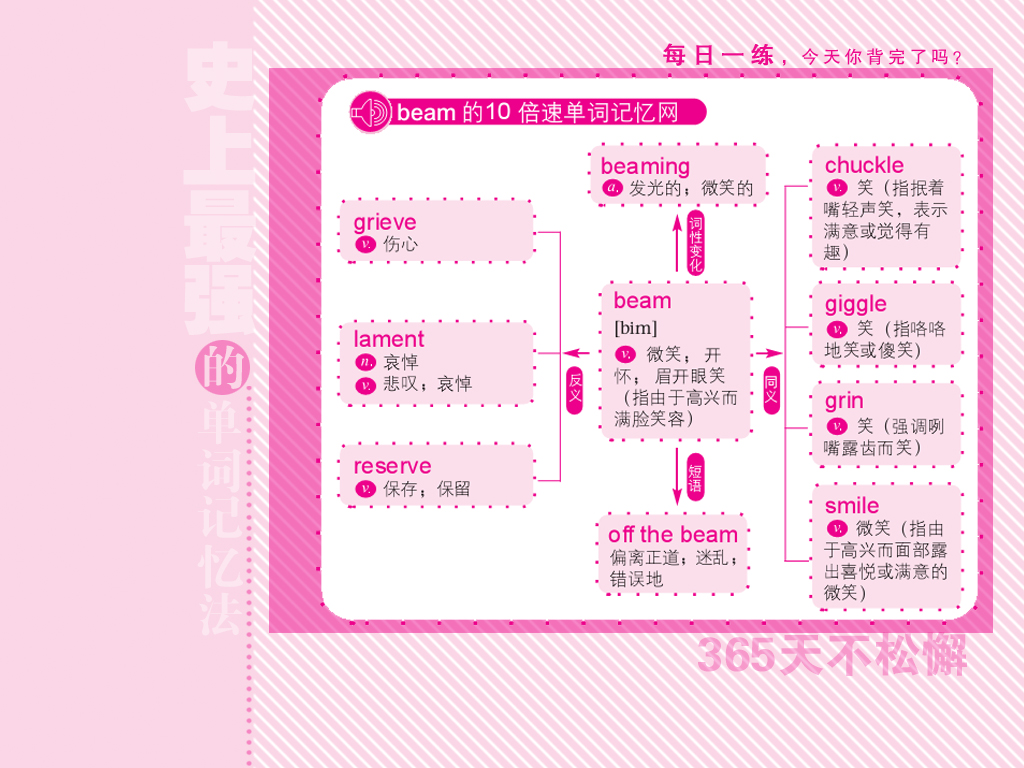 每日一练，今天你背完了吗？
史上最强的单词记忆法
beam 的10 倍速单词记忆网
beaming
a. 发光的；微笑的
词性变化
grieve
v. 伤心
lament
n. 哀悼
v. 悲叹；哀悼
reserve
v. 保存；保留
反义
beam
[bim]
v. 微笑；开
怀；眉开眼笑
（指由于高兴而
满脸笑容）
同义
短语
off the beam
偏离正道；迷乱；
错误地
chuckle
v. 笑（指抿着
嘴轻声笑，表示
满意或觉得有
趣）
giggle
v. 笑（指咯咯
地笑或傻笑）
grin
v. 笑（强调咧
嘴露齿而笑）
smile
v. 微笑（指由
于高兴而面部露
出喜悦或满意的
微笑）
365天不松懈